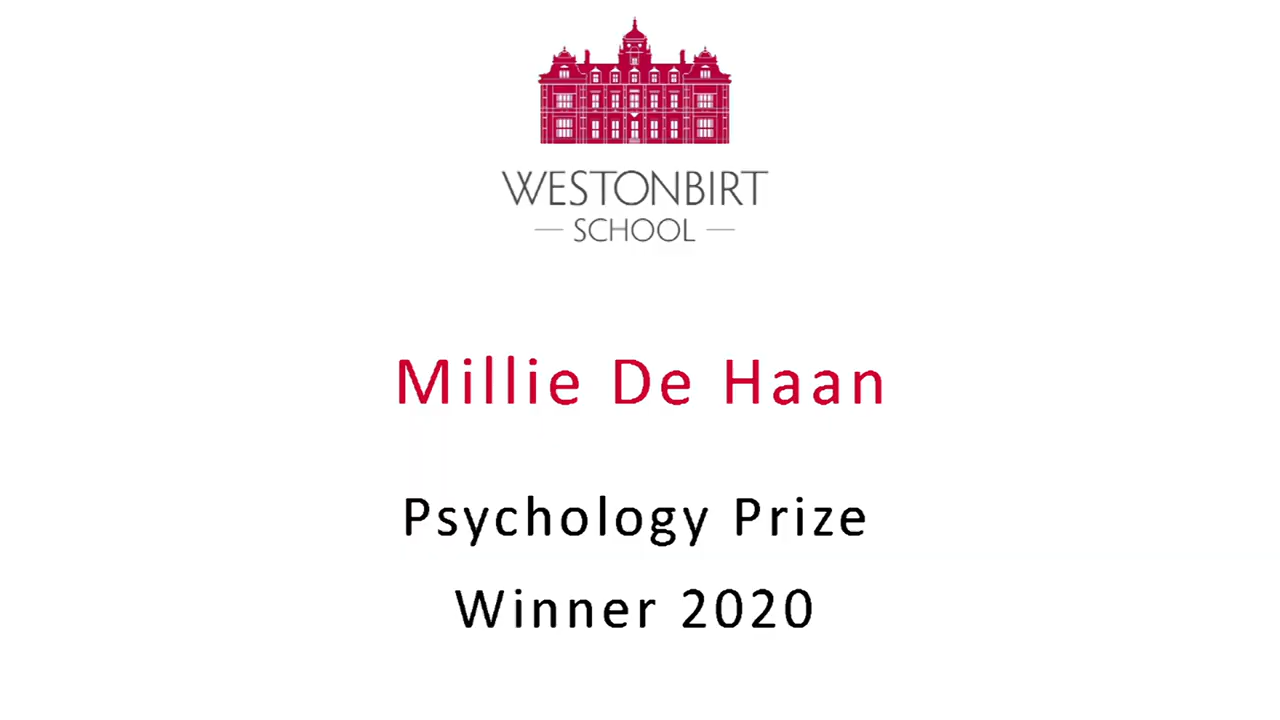 WESTONBIRT
SCHOOL
Millie De Haan
Psychology Prize
Winner 2020